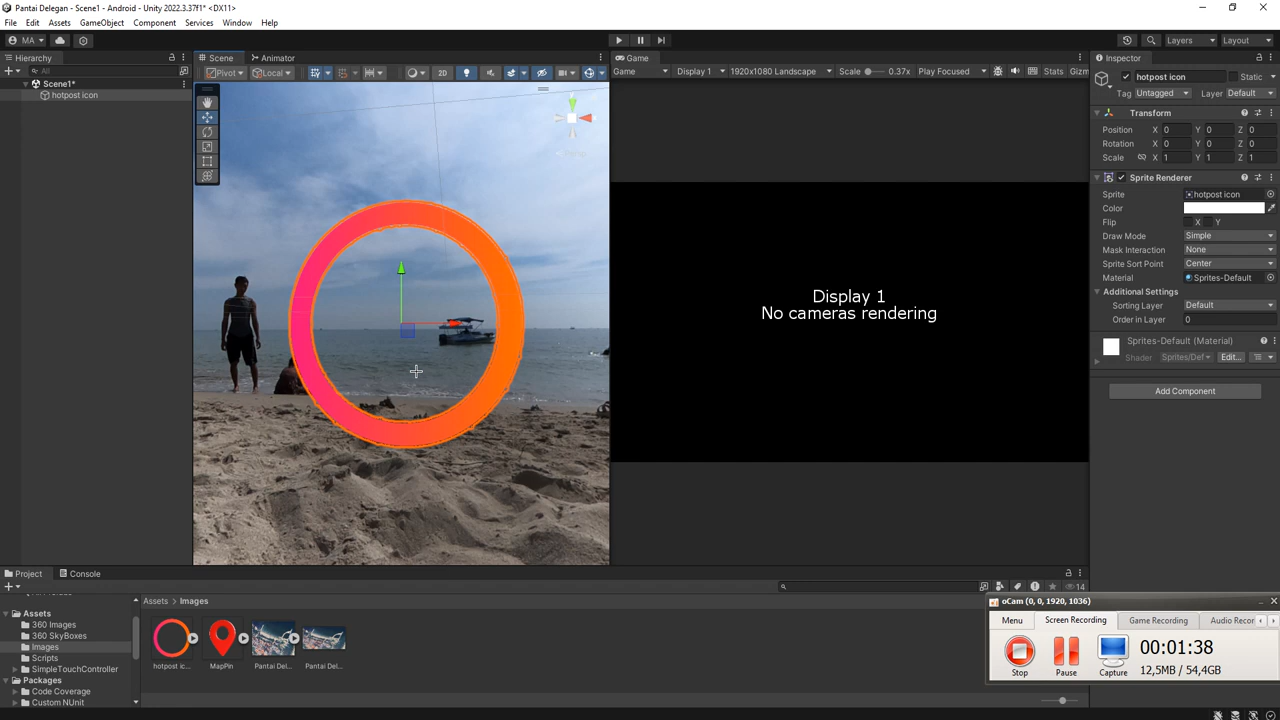 Pantai Delegan - Scene1 - Android - Unity 2022.3.37f1* <DX11>
File Edit Assets GameObject Component Services Window Help
MA
Layers Layout
Hierarchy
All
Scene1*
hotpost icon
Scene Animator
Pivot Local 2D
Game
Game Display 1 1920x1080 Landscape Scale 0.37x Play Focused Stats Gizm
Display 1
No cameras rendering
Inspector
hotpost icon Static
Tag Untagged Layer Default
Transform
Position X 0 Y 0 Z 0
Rotation X 0 Y 0 Z 0
Scale X 1 Y 1 Z 1
Sprite Renderer
Sprite hotpost icon
Color
Flip X Y
Draw Mode Simple
Mask Interaction None
Sprite Sort Point Center
Material Sprites-Default
Additional Settings
Sorting Layer Default
Order in Layer 0
Sprites-Default (Material)
Shader Sprites/Def Edit...
Add Component
Project Console
14
Assets
360 Images
360 SkyBoxes
Images
Scripts
SimpleTouchController
Packages
Code Coverage
Custom NUnit
Assets > Images
hotpost ic... MapPin Pantai Del... Pantai Del...
oCam (0, 0, 1920, 1036)
Menu Screen Recording Game Recording Audio Recor
Stop Pause Capture
00:01:38
12,5MB / 54,4GB